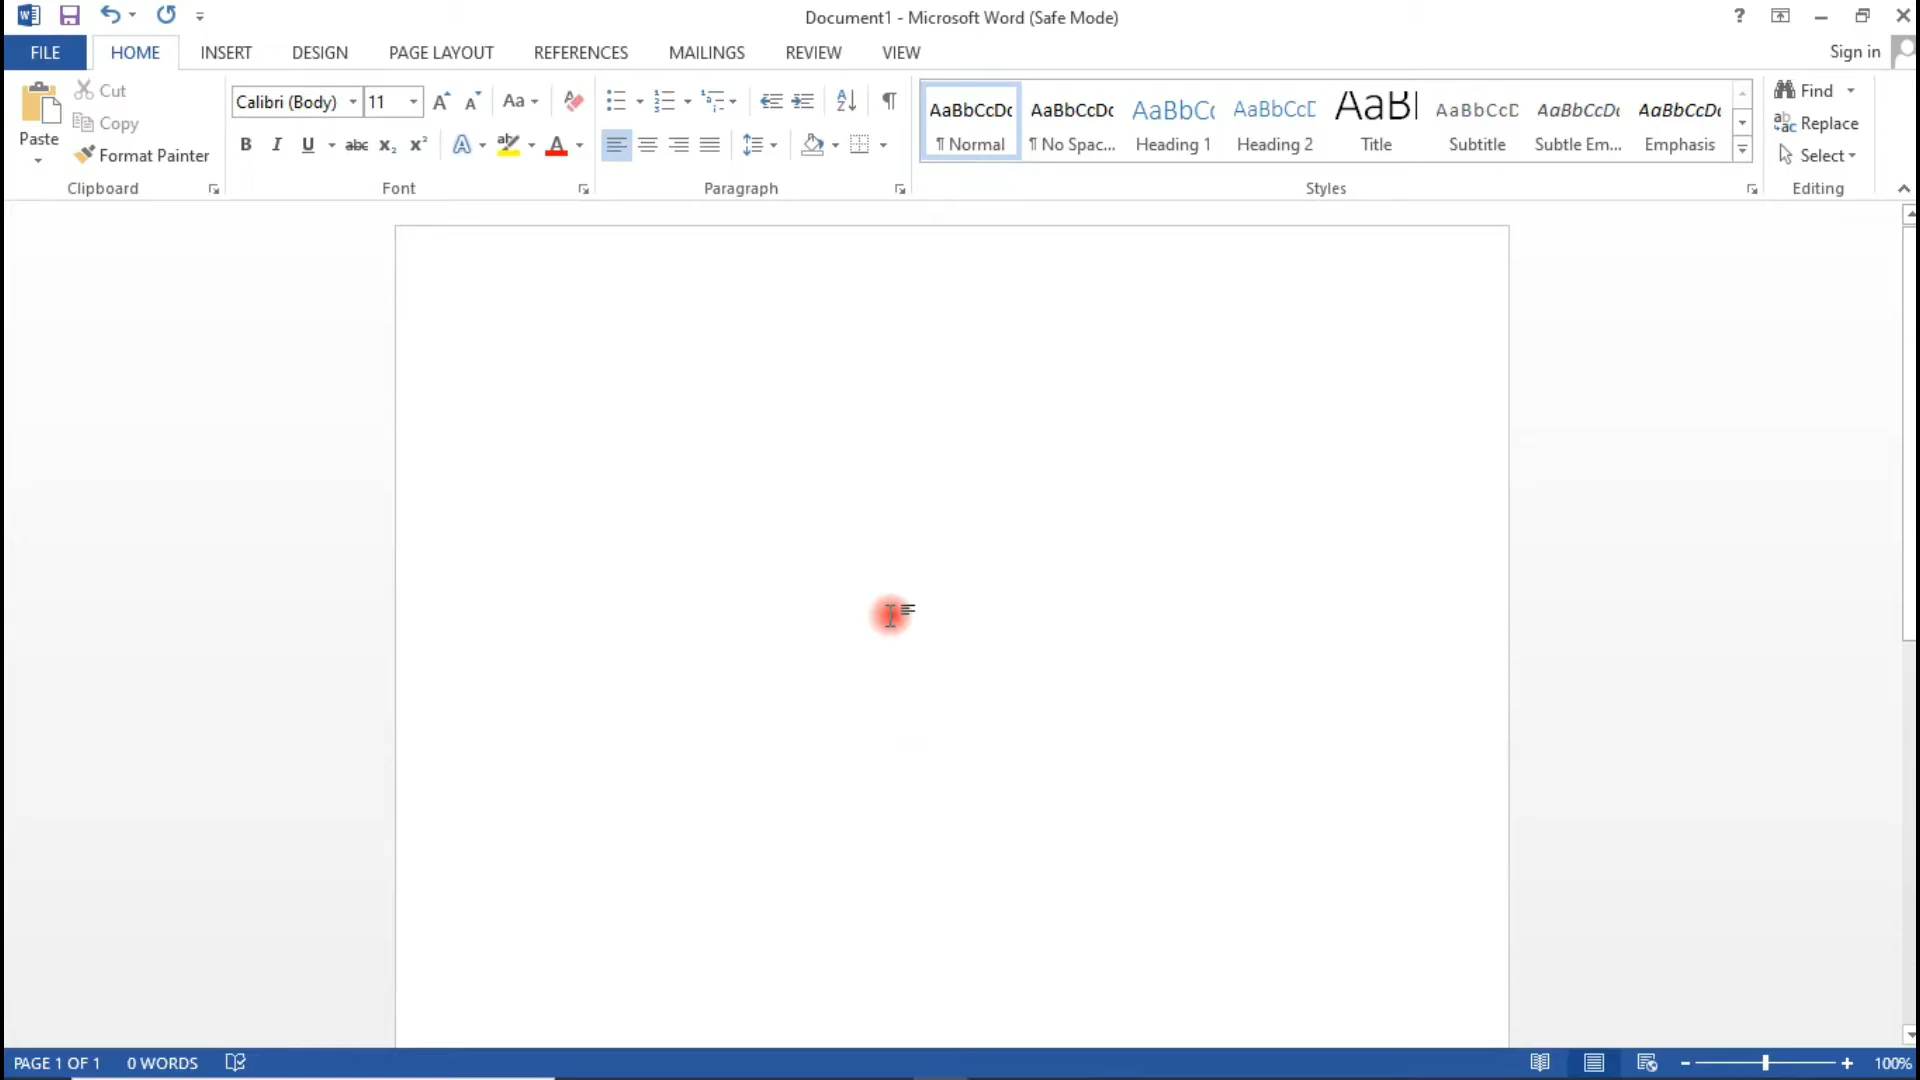 Document1 - Microsoft Word (Safe Mode)
FILE HOME INSERT DESIGN PAGE LAYOUT REFERENCES MAILINGS REVIEW VIEW Sign in
Paste
Cut
Copy
Format Painter
Clipboard
Calibri (Body) 11
Font
Paragraph
AaBbCcDc AaBbCcDc AaBbCc AaBbCcD AaBl AaBbCcD AaBbCcDc AaBbCcDc
¶ Normal ¶ No Spac... Heading 1 Heading 2 Title Subtitle Subtle Em... Emphasis
Styles
Find
Replace
Select
Editing
PAGE 1 OF 1 0 WORDS 100%